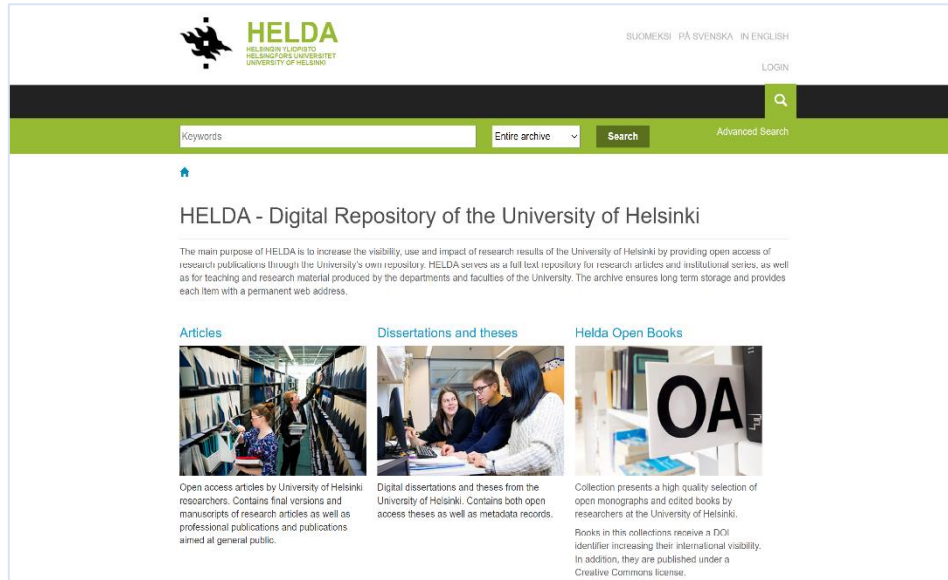 HELDA
HELSINGIN YLIOPISTO
HELSINGFORS UNIVERSITET
UNIVERSITY OF HELSINKI
SUOMEKSI PÅ SVENSKA IN ENGLISH
LOGIN
Keywords
Entire archive
Search
Advanced Search
HELDA - Digital Repository of the University of Helsinki
The main purpose of HELDA is to increase the visibility, use and impact of research results of the University of Helsinki by providing open access of
research publications through the University's own repository. HELDA serves as a full text repository for research articles and institutional series, as well
as for teaching and research material produced by the departments and faculties of the University. The archive ensures long term storage and provides
each item with a permanent web address.
Articles
Open access articles by University of Helsinki
researchers. Contains final versions and
manuscripts of research articles as well as
professional publications and publications
aimed at general public.
Dissertations and theses
Digital dissertations and theses from the
University of Helsinki. Contains both open
access theses as well as metadata records.
Helda Open Books
OA
Collection presents a high quality selection of
open monographs and edited books by
researchers at the University of Helsinki.
Books in this collections receive a DOI
identifier increasing their international visibility.
In addition, they are published under a
Creative Commons license.